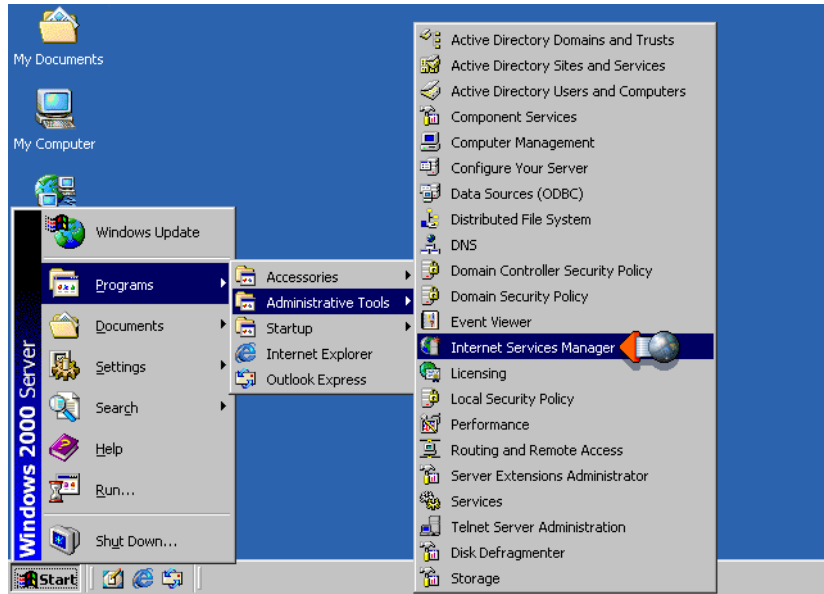 My Documents
My Computer
Windows Update
Programs
Documents
Settings
Search
Help
Run...
Shut Down...
Windows 2000 Server
Start
Accessories
Administrative Tools
Startup
Internet Explorer
Outlook Express
Active Directory Domains and Trusts
Active Directory Sites and Services
Active Directory Users and Computers
Component Services
Computer Management
Configure Your Server
Data Sources (ODBC)
Distributed File System
DNS
Domain Controller Security Policy
Domain Security Policy
Event Viewer
Internet Services Manager
Licensing
Local Security Policy
Performance
Routing and Remote Access
Server Extensions Administrator
Services
Telnet Server Administration
Disk Defragmenter
Storage